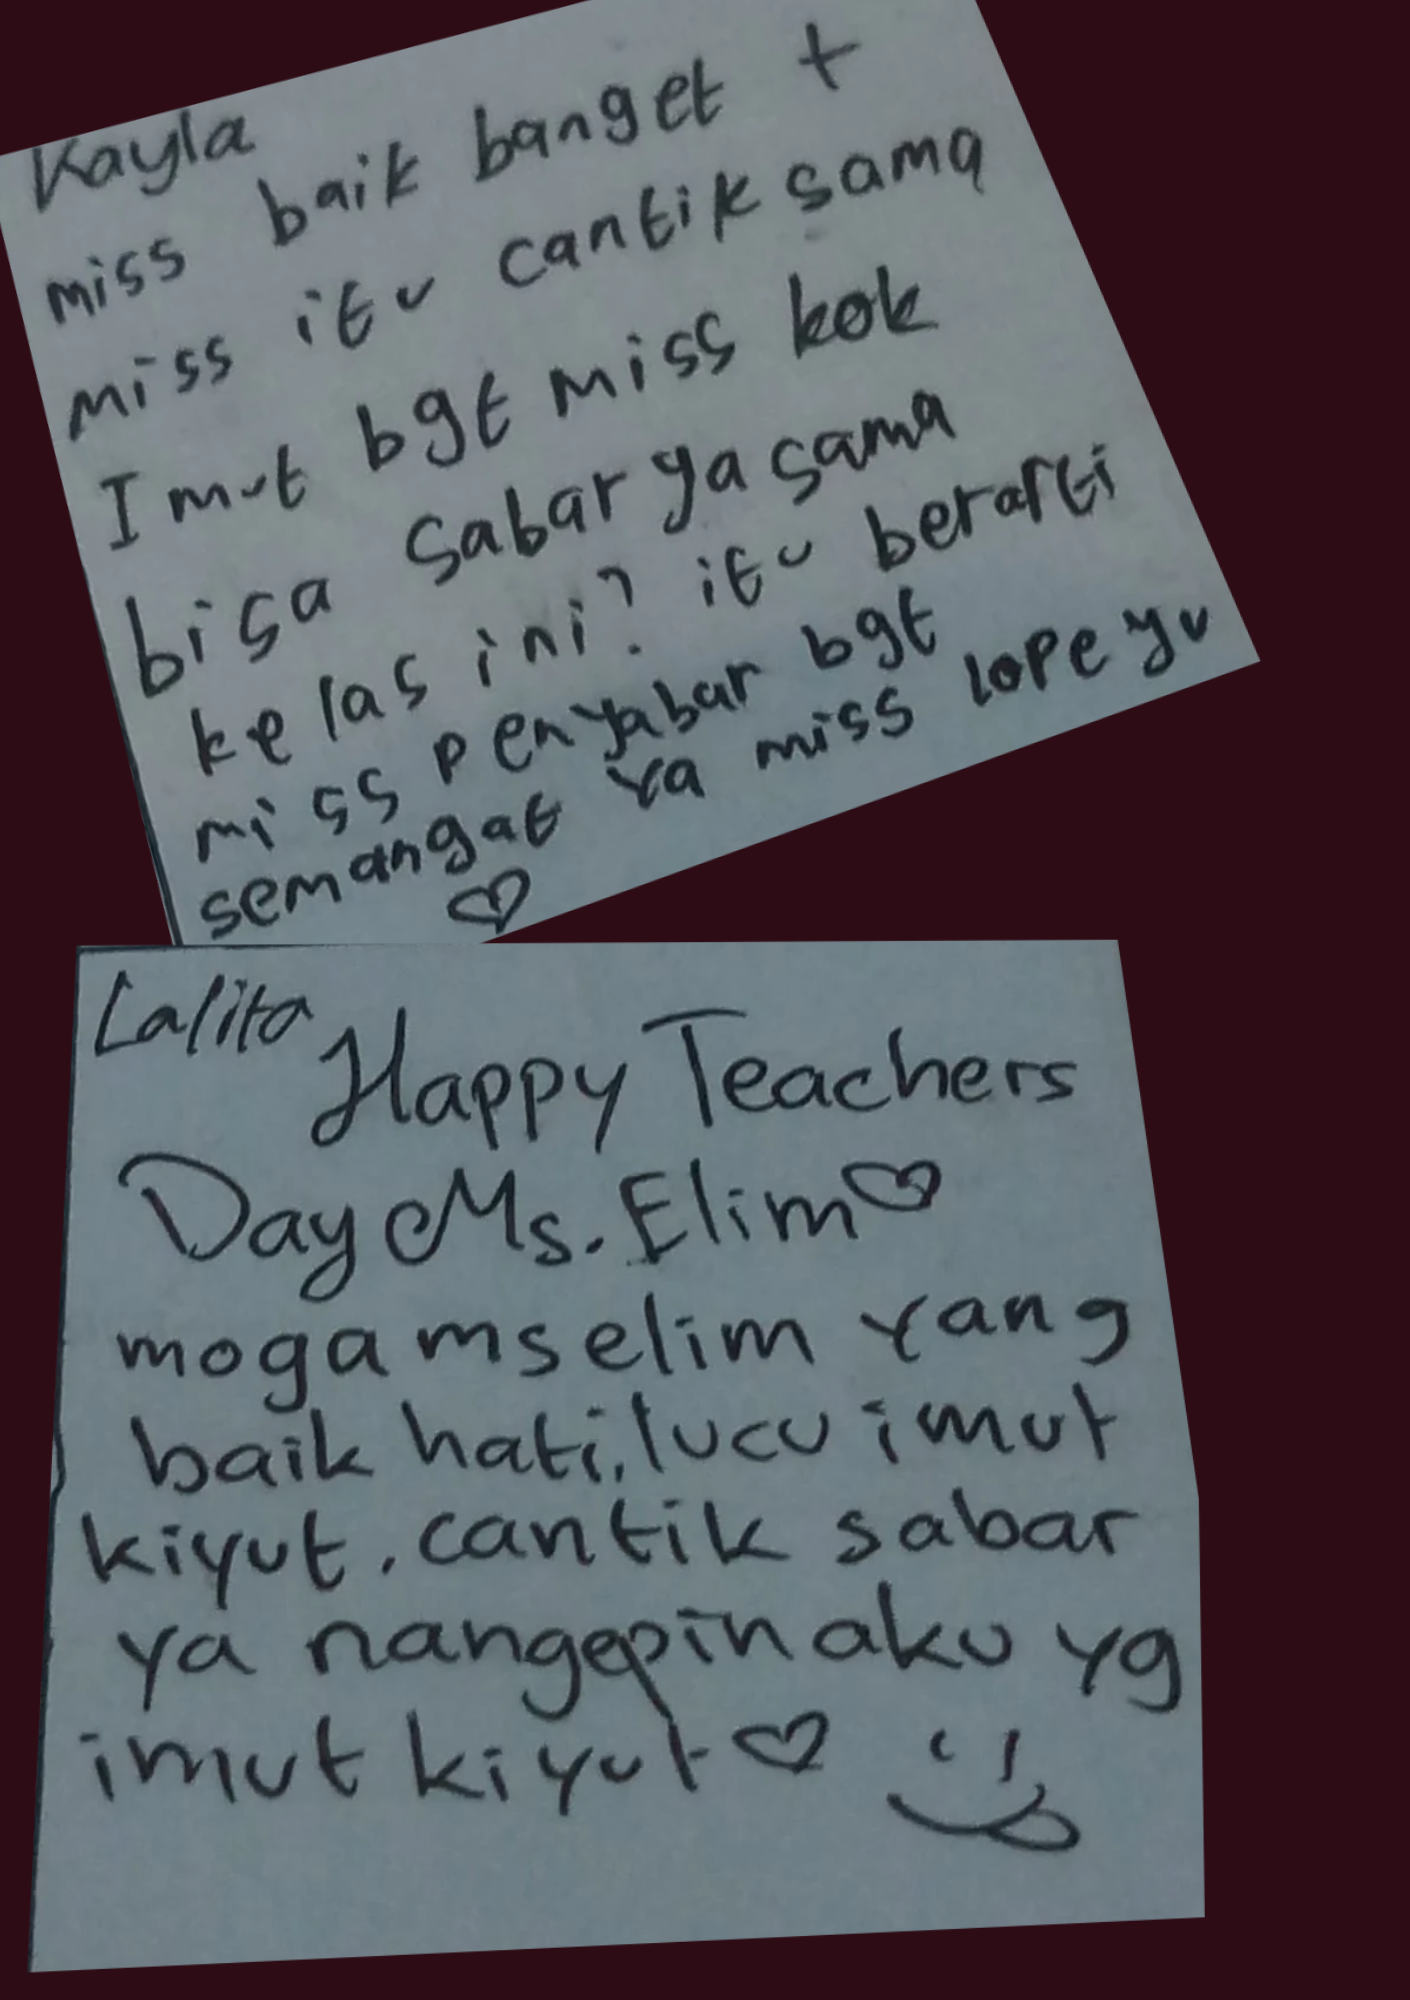 Kayla
miss baik banget +
miss itu cantik sama
Imut bgt miss kok
bisa sabar ya sama
kelas ini? itu berarti
miss penyabar bgt
semangat ya miss lope yu
♡
Lalita
Happy Teachers
Day Ms. Elim♡
moga ms elim yang
baik hati, lucu imut
kiyut, cantik sabar
ya nangepin aku yg
imut kiyut♡